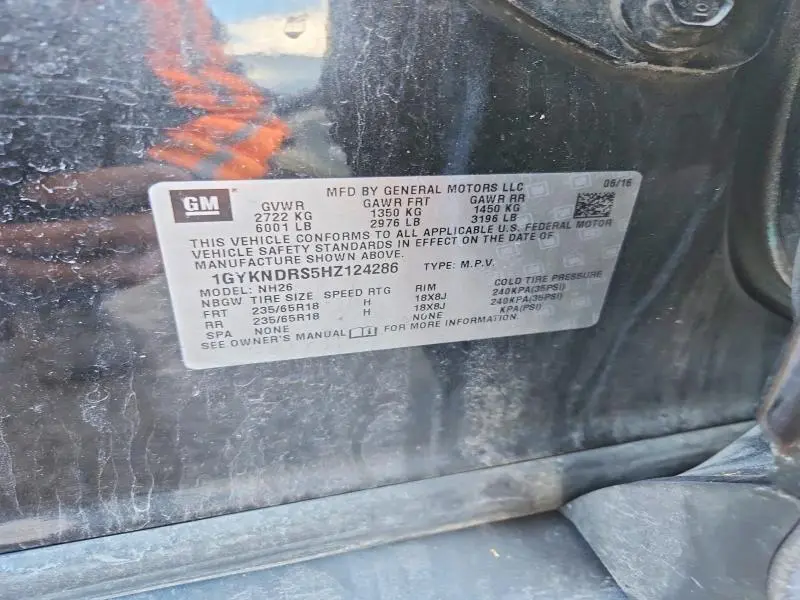 GM
MFD BY GENERAL MOTORS LLC
06/16
GVWR GAWR FRT GAWR RR
2722 KG 1350 KG 1450 KG
6001 LB 2976 LB 3196 LB
THIS VEHICLE CONFORMS TO ALL APPLICABLE U.S. FEDERAL MOTOR
VEHICLE SAFETY STANDARDS IN EFFECT ON THE DATE OF
MANUFACTURE SHOWN ABOVE.
1GYKNDRS5HZ124286 TYPE: M.P.V.
MODEL: NH26
NBGW TIRE SIZE SPEED RTG RIM COLD TIRE PRESSURE
FRT 235/65R18 H 18X8J 240KPA(35PSI)
RR 235/65R18 H 18X8J 240KPA(35PSI)
SPA NONE NONE KPA(PSI)
SEE OWNER'S MANUAL FOR MORE INFORMATION.